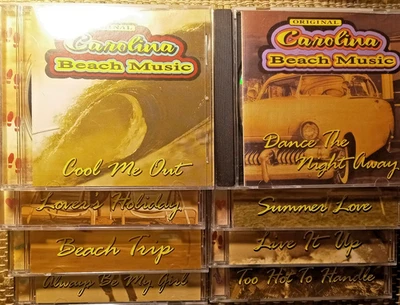 ORIGINAL
Carolina
Beach Music
Cool Me Out
ORIGINAL
Carolina
Beach Music
Dance The
Night Away
Lover's Holiday
Summer Love
Beach Trip
Live It Up
Always Be My Girl
Too Hot To Handle